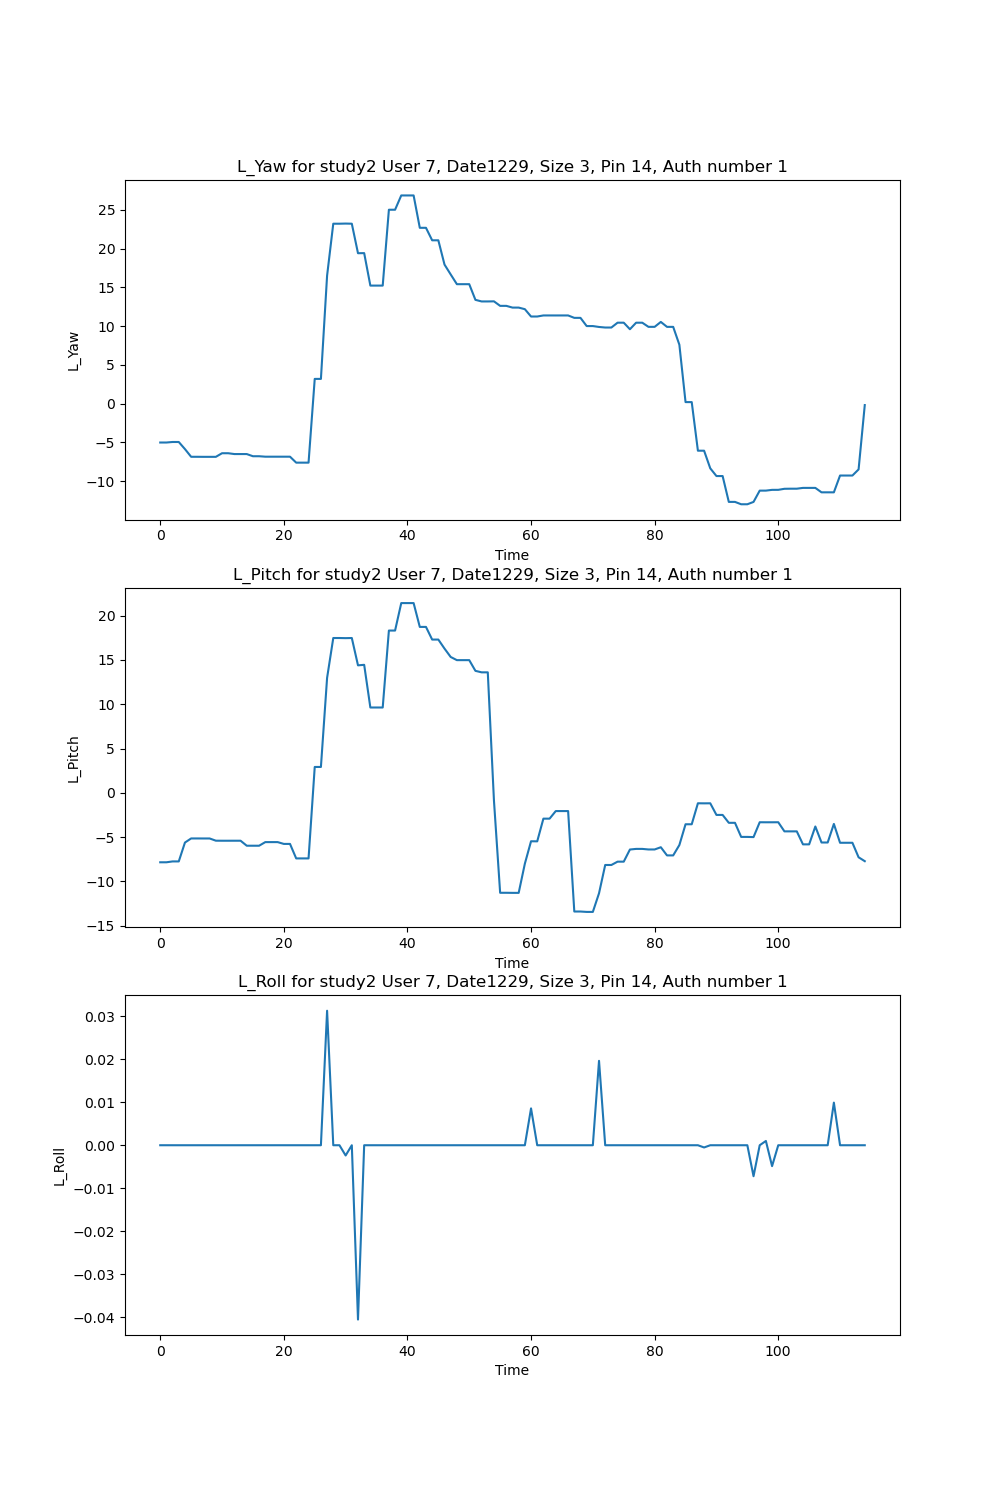 L_Yaw for study2 User 7, Date1229, Size 3, Pin 14, Auth number 1
25
20
15
10
5
0
−5
−10
L_Yaw
0 20 40 60 80 100
Time
L_Pitch for study2 User 7, Date1229, Size 3, Pin 14, Auth number 1
20
15
10
5
0
−5
−10
−15
L_Pitch
0 20 40 60 80 100
Time
L_Roll for study2 User 7, Date1229, Size 3, Pin 14, Auth number 1
0.03
0.02
0.01
0.00
−0.01
−0.02
−0.03
−0.04
L_Roll
0 20 40 60 80 100
Time